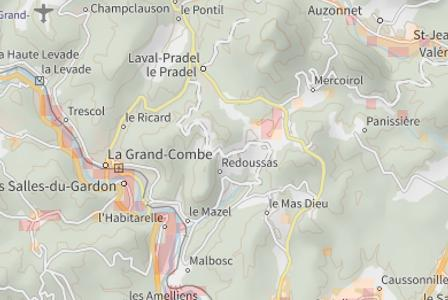 Champclauson
le Pontil
Auzonnet
St-Jea
Valér
la Haute Levade
la Levade
Laval-Pradel
le Pradel
Mercoirol
Trescol
le Ricard
Panissière
La Grand-Combe
Redoussas
s Salles-du-Gardon
l'Habitarelle
le Mazel
le Mas Dieu
Malbosc
les Ameliens
Caussonnille